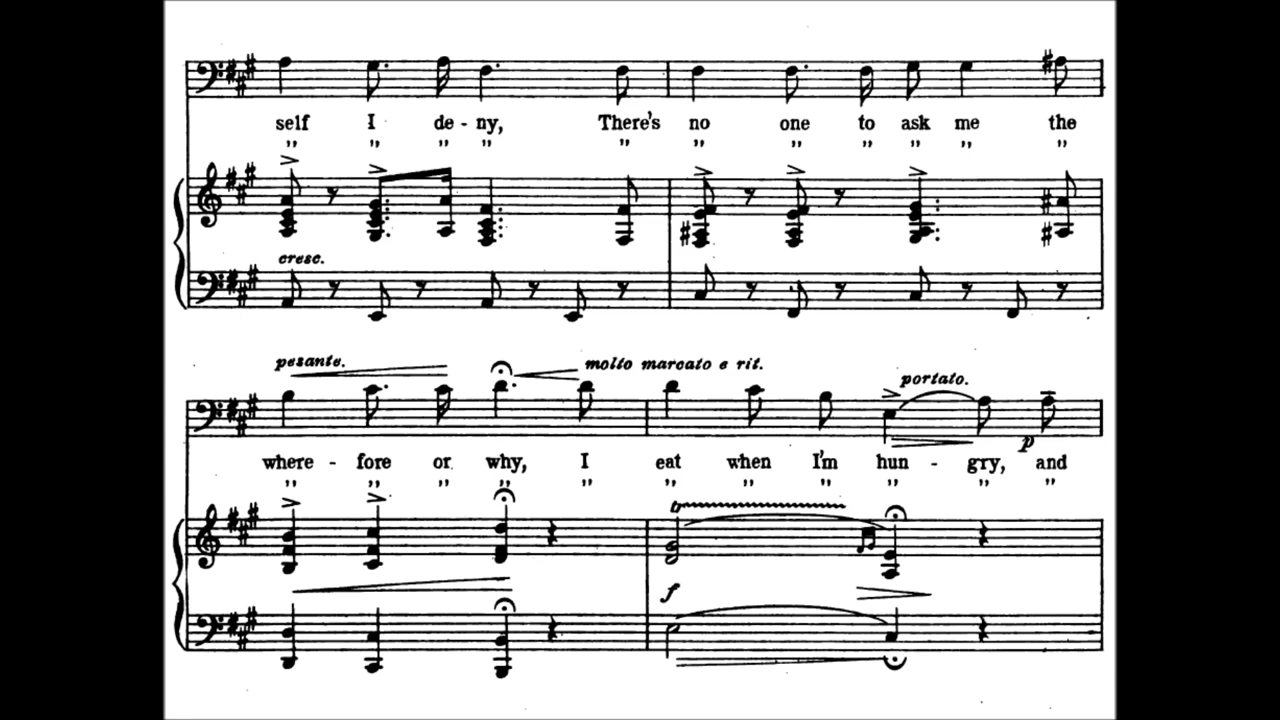 self I de - ny, There's no one to ask me the
" " " " " " " " " " "
cresc.
pesante. molto marcato e rit. portato.
p
where - fore or why, I eat when I'm hun - gry, and
" " " " " " " " " " "
tr
f